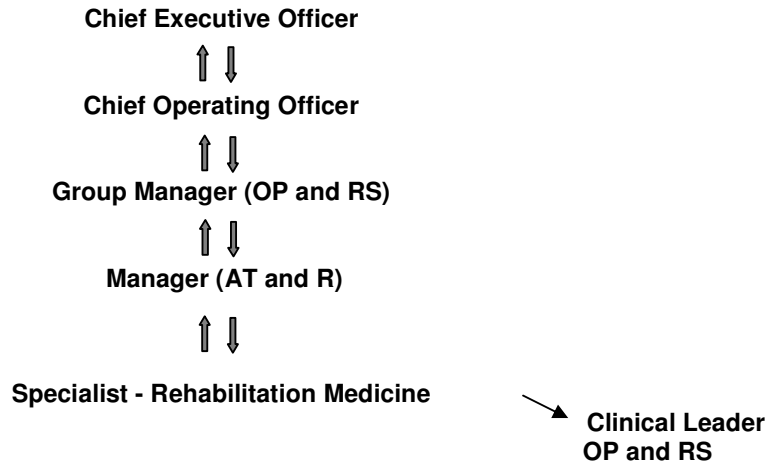 Chief Executive Officer
Chief Operating Officer
Group Manager (OP and RS)
Manager (AT and R)
Specialist - Rehabilitation Medicine
Clinical Leader
OP and RS